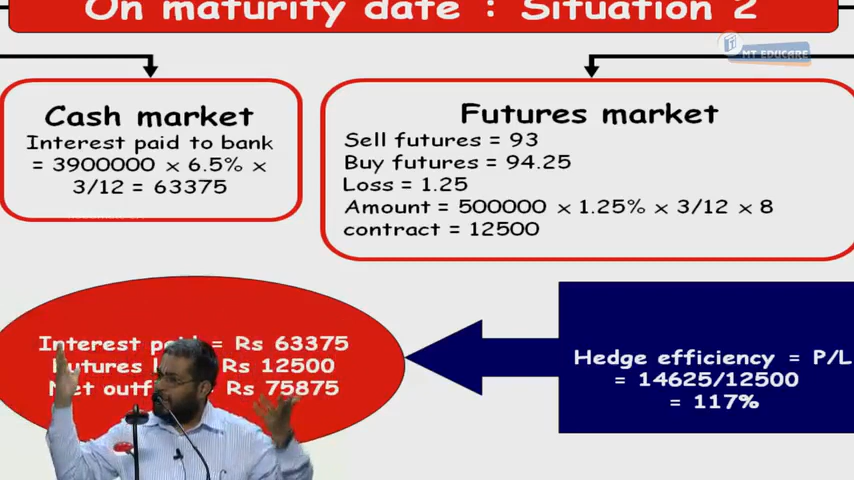 On maturity date : Situation 2
MT EDUCARE
Cash market
Interest paid to bank
= 3900000 x 6.5% x
3/12 = 63375
Futures market
Sell futures = 93
Buy futures = 94.25
Loss = 1.25
Amount = 500000 x 1.25% x 3/12 x 8
contract = 12500
Interest = Rs 63375
Rs 12500
Net Rs 75875
Hedge efficiency = P/L
= 14625/12500
= 117%